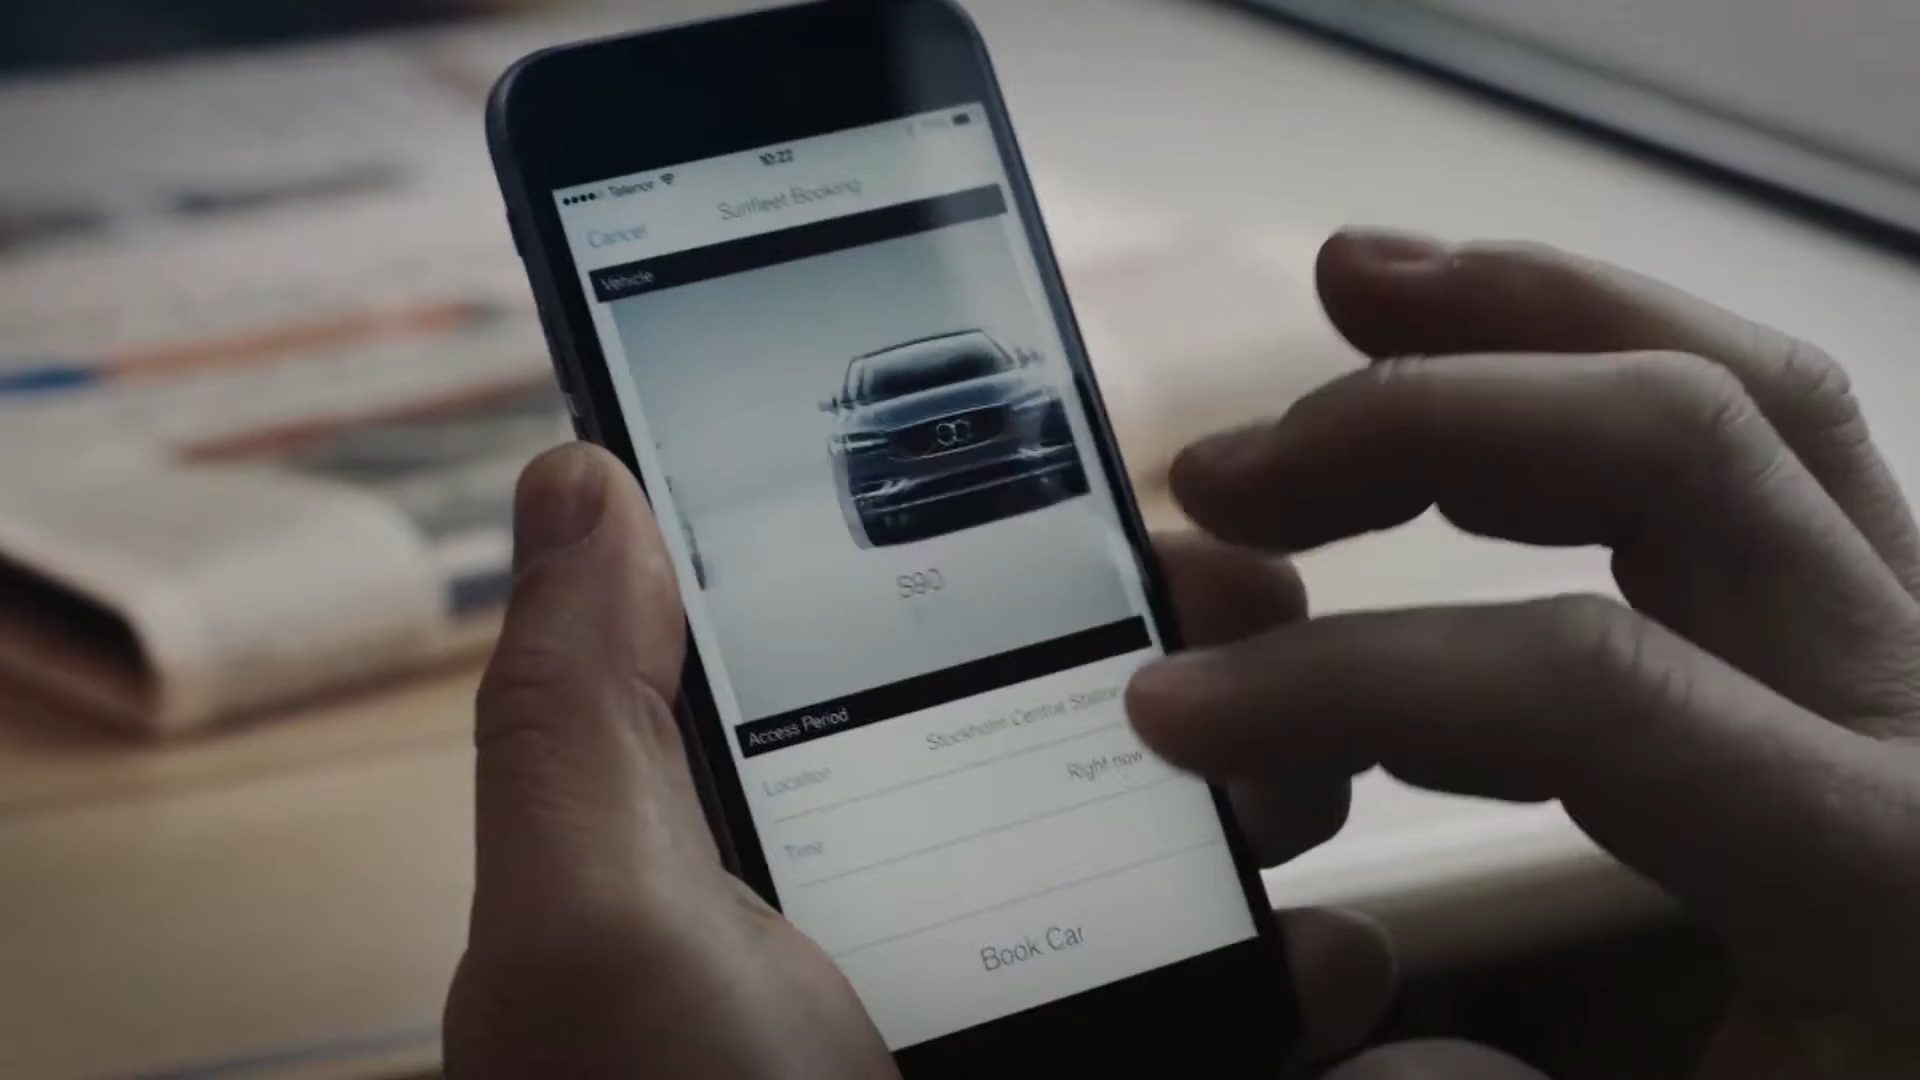 Telenor 10:22
Cancel Sunfleet Booking
Vehicle
S90
Access Period
Location Stockholm Central Station
Right now
Time
Book Car